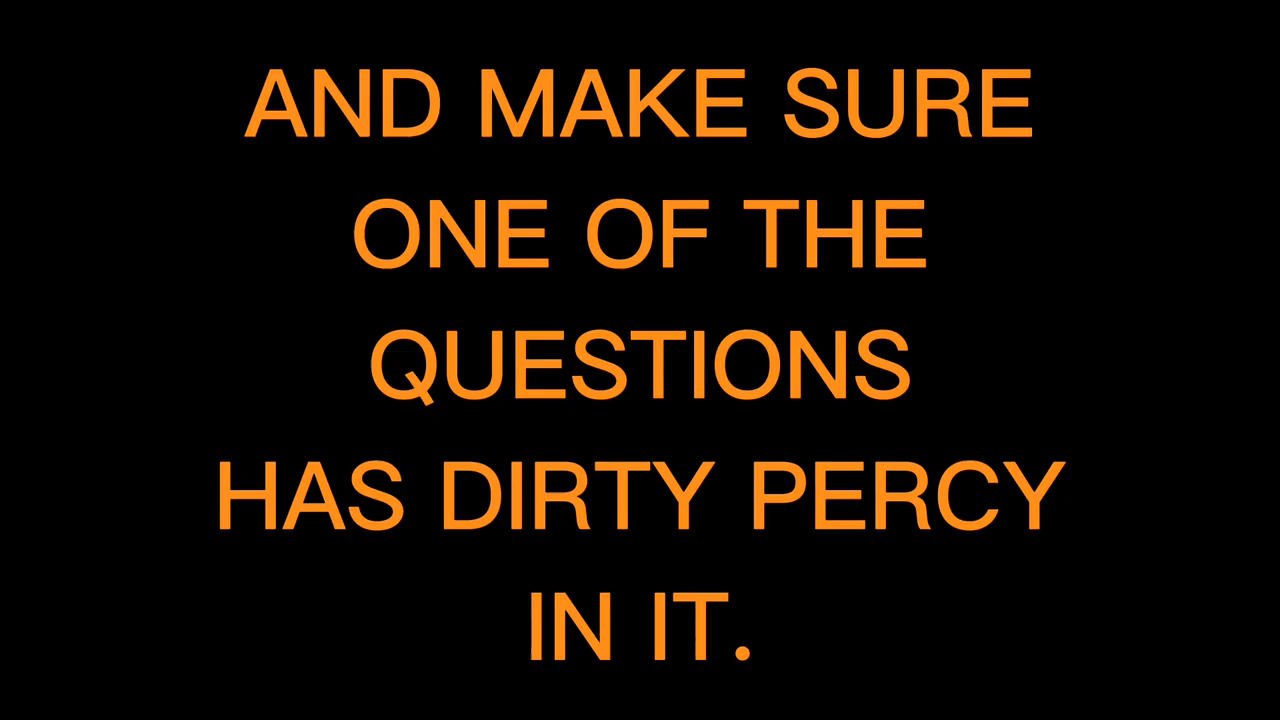 AND MAKE SURE
ONE OF THE
QUESTIONS
HAS DIRTY PERCY
IN IT.